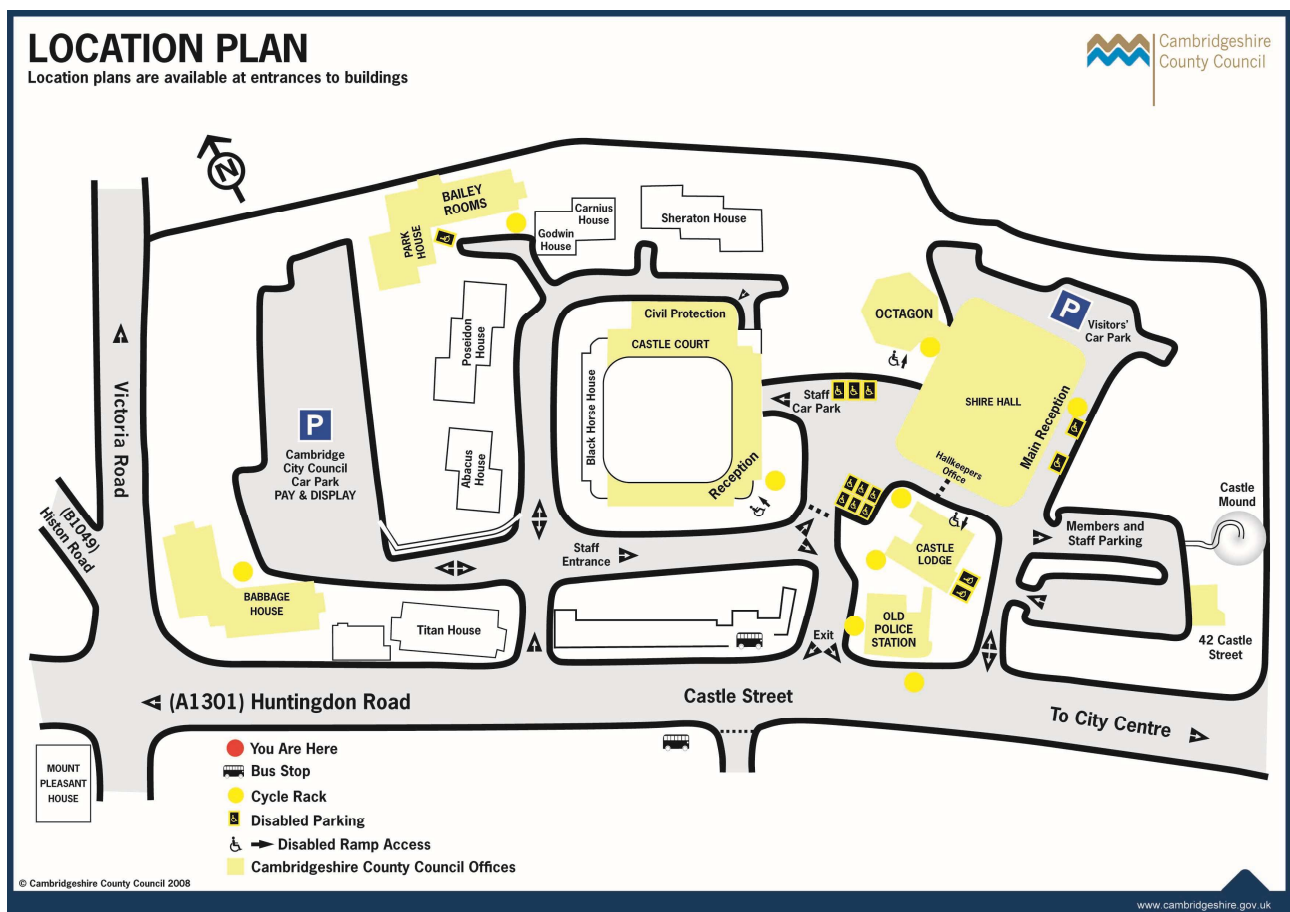 LOCATION PLAN
Location plans are available at entrances to buildings
Cambridgeshire
County Council
N
BAILEY
ROOMS
PARK
HOUSE
Carnius
House
Godwin
House
Sheraton House
Poseidon
House
Abacus
House
Civil Protection
CASTLE COURT
Black Horse House
Reception
OCTAGON
P
Visitors'
Car Park
Staff
Car Park
SHIRE HALL
Main Reception
Hallkeepers
Office
Victoria Road
P
Cambridge
City Council
Car Park
PAY & DISPLAY
(B1049)
Histon Road
Castle
Mound
Members and
Staff Parking
CASTLE
LODGE
Staff
Entrance
BABBAGE
HOUSE
Titan House
OLD
POLICE
STATION
Exit
42 Castle
Street
(A1301) Huntingdon Road
Castle Street
To City Centre
MOUNT
PLEASANT
HOUSE
You Are Here
Bus Stop
Cycle Rack
Disabled Parking
Disabled Ramp Access
Cambridgeshire County Council Offices
© Cambridgeshire County Council 2008
www.cambridgeshire.gov.uk